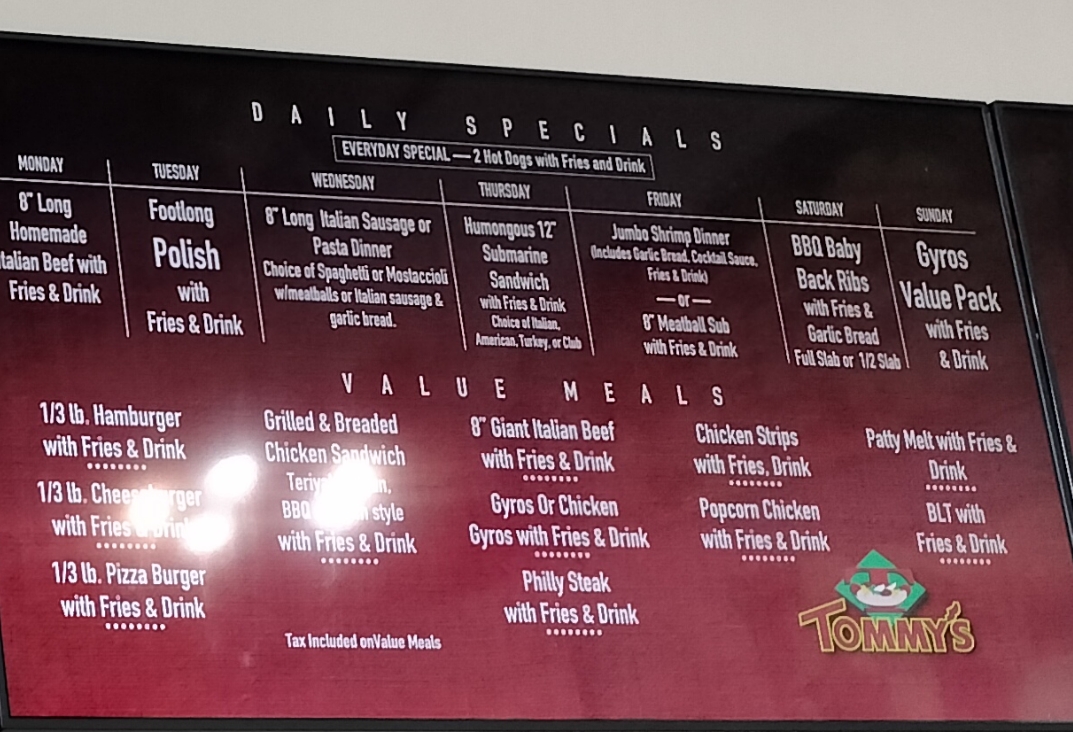 DAILY SPECIALS
EVERYDAY SPECIAL — 2 Hot Dogs with Fries and Drink
MONDAY
8" Long
Homemade
Italian Beef with
Fries & Drink
TUESDAY
Footlong
Polish
with
Fries & Drink
WEDNESDAY
8" Long Italian Sausage or
Pasta Dinner
Choice of Spaghetti or Mostaccioli
w/meatballs or Italian sausage &
garlic bread.
THURSDAY
Humongous 12"
Submarine
Sandwich
with Fries & Drink
Choice of Italian,
American, Turkey, or Club
FRIDAY
Jumbo Shrimp Dinner
(Includes Garlic Bread, Cocktail Sauce,
Fries & Drink)
— or —
8" Meatball Sub
with Fries & Drink
SATURDAY
BBQ Baby
Back Ribs
with Fries &
Garlic Bread
Full Slab or 1/2 Slab
SUNDAY
Gyros
Value Pack
with Fries
& Drink
VALUE MEALS
1/3 lb. Hamburger
with Fries & Drink
1/3 lb. Cheeseburger
with Fries & Drink
1/3 lb. Pizza Burger
with Fries & Drink
Grilled & Breaded
Chicken Sandwich
BBQ style
with Fries & Drink
Tax Included onValue Meals
8" Giant Italian Beef
with Fries & Drink
Gyros Or Chicken
Gyros with Fries & Drink
Philly Steak
with Fries & Drink
Chicken Strips
with Fries, Drink
Popcorn Chicken
with Fries & Drink
Patty Melt with Fries &
Drink
BLT with
Fries & Drink
TOMMY'S